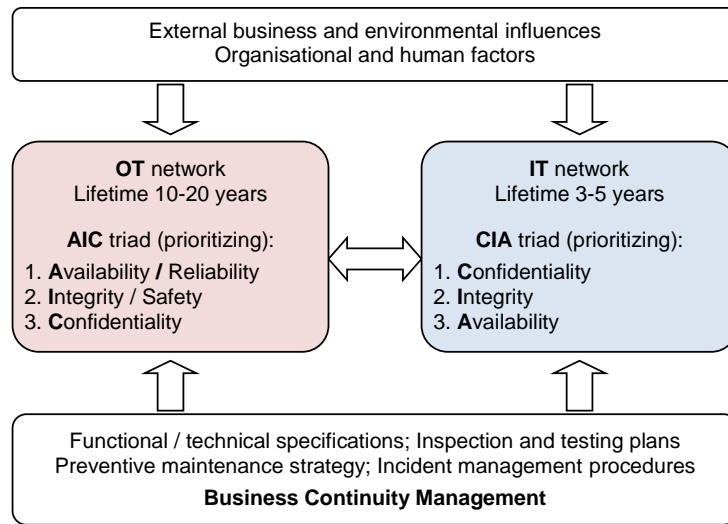 External business and environmental influences
Organisational and human factors
OT network
Lifetime 10-20 years
AIC triad (prioritizing):
1. Availability / Reliability
2. Integrity / Safety
3. Confidentiality
IT network
Lifetime 3-5 years
CIA triad (prioritizing):
1. Confidentiality
2. Integrity
3. Availability
Functional / technical specifications; Inspection and testing plans
Preventive maintenance strategy; Incident management procedures
Business Continuity Management